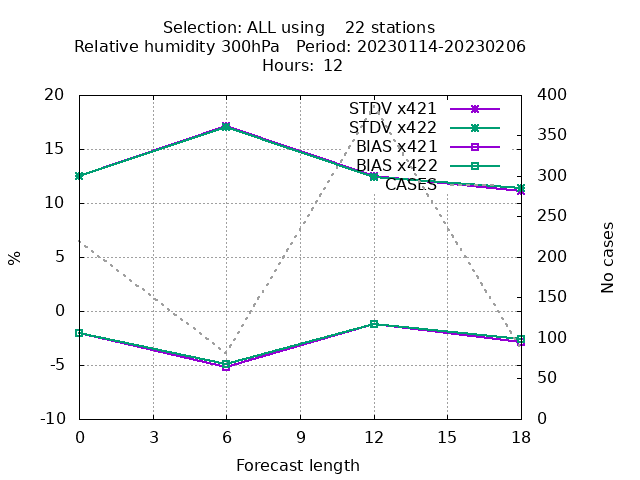 Selection: ALL using    22 stations
Relative humidity 300hPa   Period: 20230114-20230206
Hours:  12
STDV x421
STDV x422
BIAS x421
BIAS x422
CASES
20
15
10
5
0
-5
-10
400
350
300
250
200
150
100
50
0
%
No cases
0 3 6 9 12 15 18
Forecast length